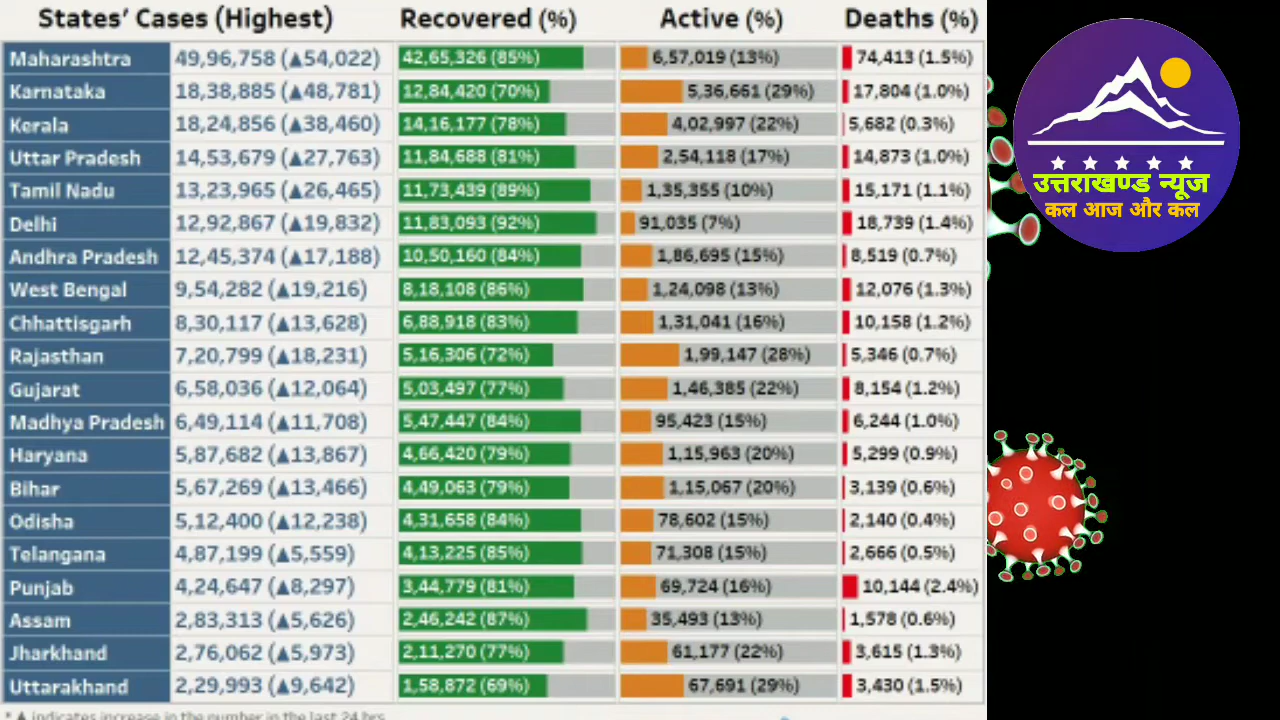 States’ Cases (Highest) Recovered (%) Active (%) Deaths (%)
Maharashtra 49,96,758 (▲54,022) 42,65,326 (85%) 6,57,019 (13%) 74,413 (1.5%)
Karnataka 18,38,885 (▲48,781) 12,84,420 (70%) 5,36,661 (29%) 17,804 (1.0%)
Kerala 18,24,856 (▲38,460) 14,16,177 (78%) 4,02,997 (22%) 5,682 (0.3%)
Uttar Pradesh 14,53,679 (▲27,763) 11,84,688 (81%) 2,54,118 (17%) 14,873 (1.0%)
Tamil Nadu 13,23,965 (▲26,465) 11,73,439 (89%) 1,35,355 (10%) 15,171 (1.1%)
Delhi 12,92,867 (▲19,832) 11,83,093 (92%) 91,035 (7%) 18,739 (1.4%)
Andhra Pradesh 12,45,374 (▲17,188) 10,50,160 (84%) 1,86,695 (15%) 8,519 (0.7%)
West Bengal 9,54,282 (▲19,216) 8,18,108 (86%) 1,24,098 (13%) 12,076 (1.3%)
Chhattisgarh 8,30,117 (▲13,628) 6,88,918 (83%) 1,31,041 (16%) 10,158 (1.2%)
Rajasthan 7,20,799 (▲18,231) 5,16,306 (72%) 1,99,147 (28%) 5,346 (0.7%)
Gujarat 6,58,036 (▲12,064) 5,03,497 (77%) 1,46,385 (22%) 8,154 (1.2%)
Madhya Pradesh 6,49,114 (▲11,708) 5,47,447 (84%) 95,423 (15%) 6,244 (1.0%)
Haryana 5,87,682 (▲13,867) 4,66,420 (79%) 1,15,963 (20%) 5,299 (0.9%)
Bihar 5,67,269 (▲13,466) 4,49,063 (79%) 1,15,067 (20%) 3,139 (0.6%)
Odisha 5,12,400 (▲12,238) 4,31,658 (84%) 78,602 (15%) 2,140 (0.4%)
Telangana 4,87,199 (▲5,559) 4,13,225 (85%) 71,308 (15%) 2,666 (0.5%)
Punjab 4,24,647 (▲8,297) 3,44,779 (81%) 69,724 (16%) 10,144 (2.4%)
Assam 2,83,313 (▲5,626) 2,46,242 (87%) 35,493 (13%) 1,578 (0.6%)
Jharkhand 2,76,062 (▲5,973) 2,11,270 (77%) 61,177 (22%) 3,615 (1.3%)
Uttarakhand 2,29,993 (▲9,642) 1,58,872 (69%) 67,691 (29%) 3,430 (1.5%)
* ▲ indicates increase in the number in the last 24 hrs
उत्तराखण्ड न्यूज
कल आज और कल